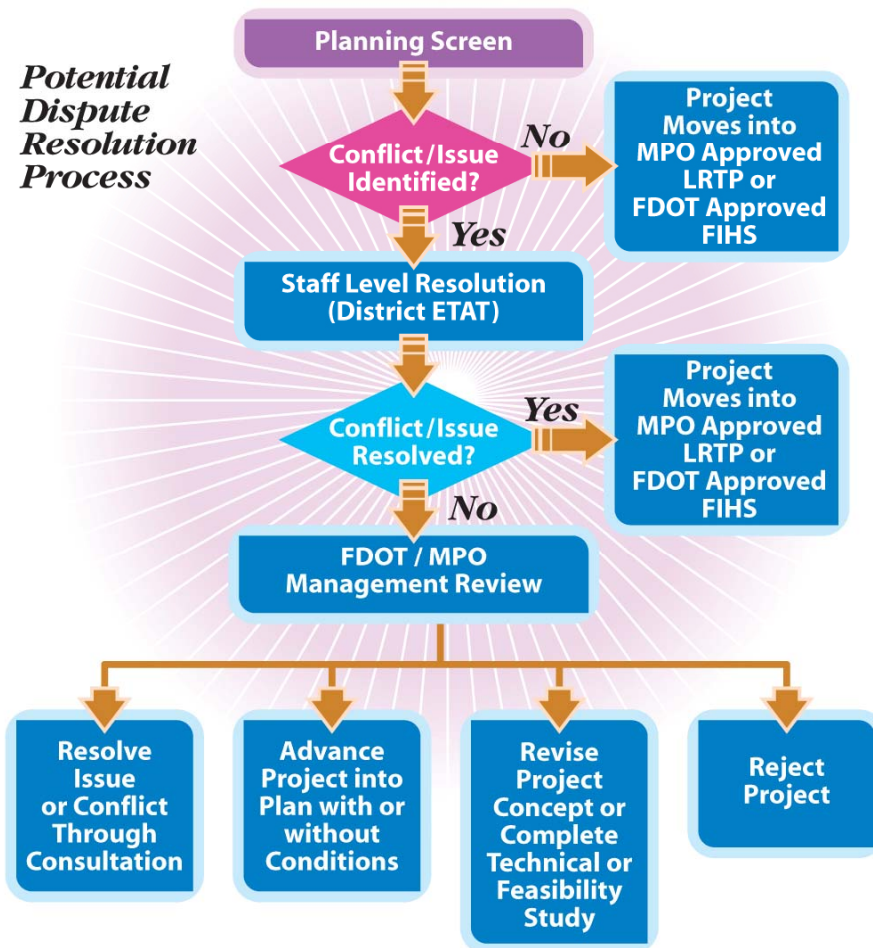 Planning Screen
Potential
Dispute
Resolution
Process
Conflict/Issue
Identified?
No
Project
Moves into
MPO Approved
LRTP or
FDOT Approved
FIHS
Yes
Staff Level Resolution
(District ETAT)
Conflict/Issue
Resolved?
Yes
Project
Moves into
MPO Approved
LRTP or
FDOT Approved
FIHS
No
FDOT / MPO
Management Review
Resolve
Issue
or Conflict
Through
Consultation
Advance
Project into
Plan with or
without
Conditions
Revise
Project
Concept or
Complete
Technical or
Feasibility
Study
Reject
Project